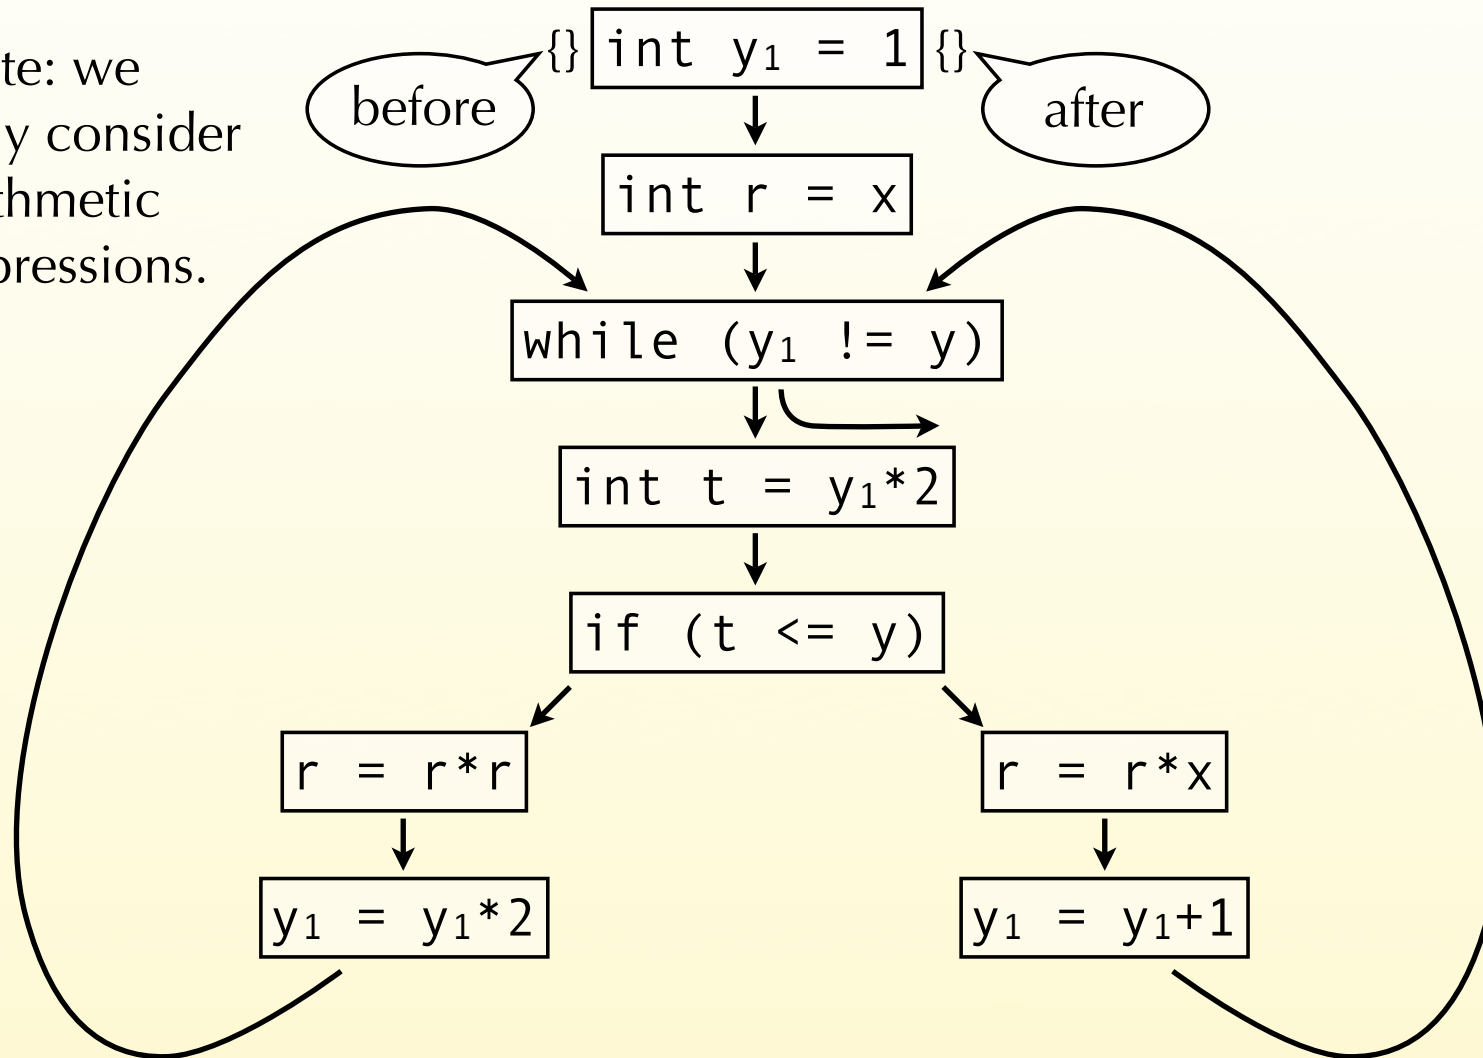 te: we
y consider
thmetic
pressions.
before
{}
int y₁ = 1
{}
after
int r = x
while (y₁ != y)
int t = y₁*2
if (t <= y)
r = r*r
r = r*x
y₁ = y₁*2
y₁ = y₁+1